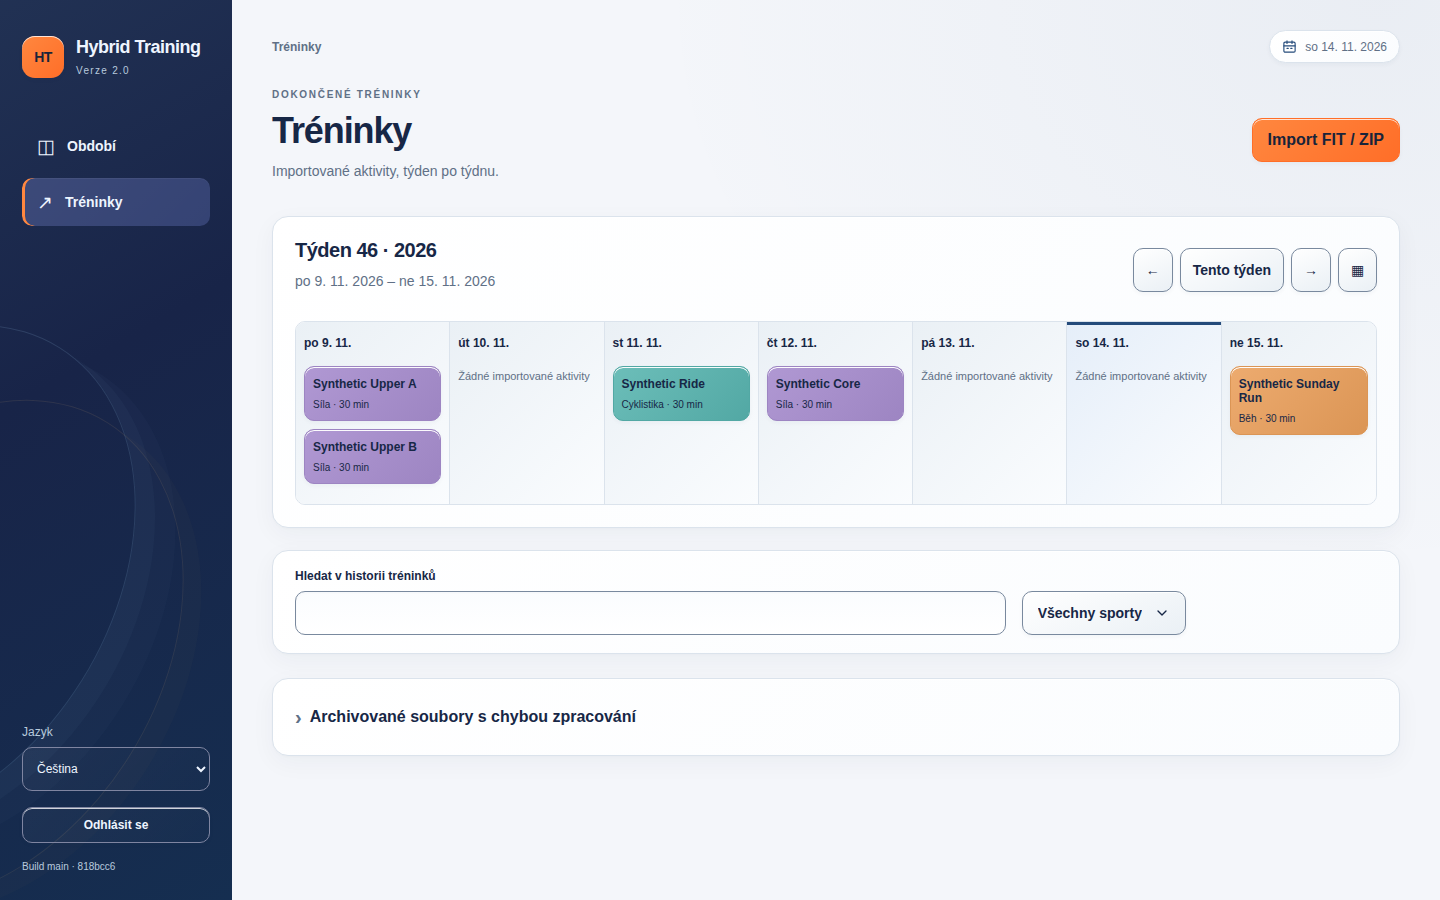 HT
Hybrid Training
Verze 2.0
Období
Tréninky
Jazyk
Čeština
Odhlásit se
Build main · 818bcc6
Tréninky
so 14. 11. 2026
DOKONČENÉ TRÉNINKY
Tréninky
Importované aktivity, týden po týdnu.
Import FIT / ZIP
Týden 46 · 2026
po 9. 11. 2026 – ne 15. 11. 2026
←
Tento týden
→
po 9. 11.
Synthetic Upper A
Síla · 30 min
Synthetic Upper B
Síla · 30 min
út 10. 11.
Žádné importované aktivity
st 11. 11.
Synthetic Ride
Cyklistika · 30 min
čt 12. 11.
Synthetic Core
Síla · 30 min
pá 13. 11.
Žádné importované aktivity
so 14. 11.
Žádné importované aktivity
ne 15. 11.
Synthetic Sunday
Run
Běh · 30 min
Hledat v historii tréninků
Všechny sporty
› Archivované soubory s chybou zpracování